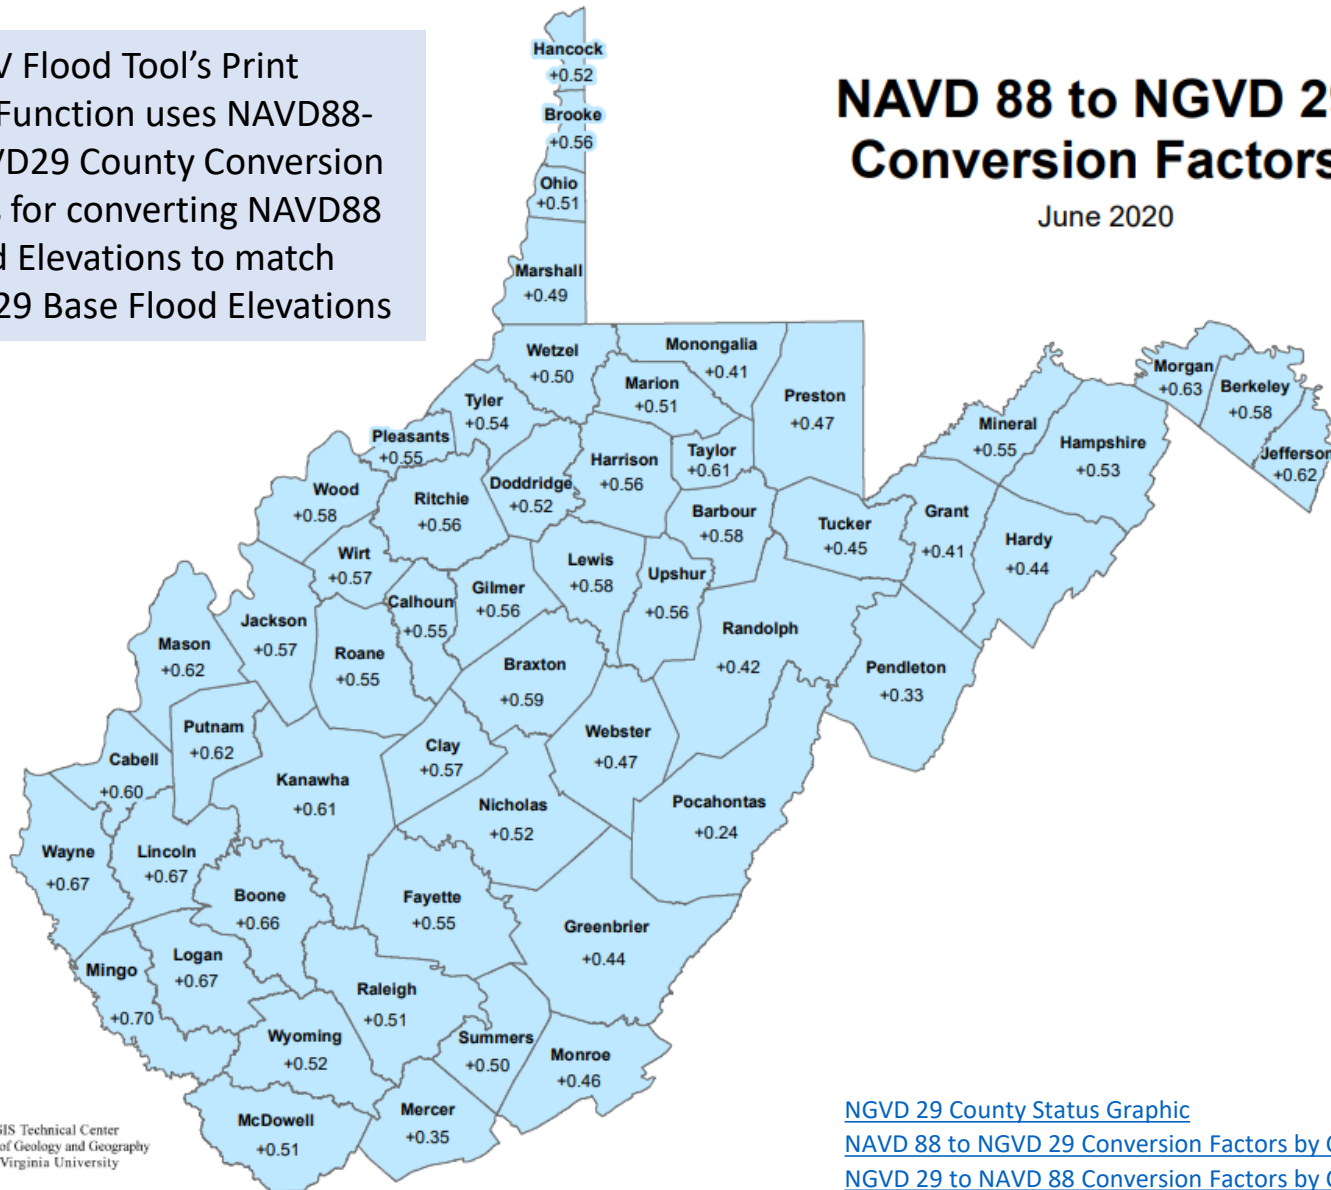 V Flood Tool's Print
Function uses NAVD88-
VD29 County Conversion
s for converting NAVD88
d Elevations to match
29 Base Flood Elevations
NAVD 88 to NGVD 29
Conversion Factors
June 2020
Hancock
+0.52
Brooke
+0.56
Ohio
+0.51
Marshall
+0.49
Wetzel
+0.50
Monongalia
+0.41
Marion
+0.51
Preston
+0.47
Tyler
+0.54
Pleasants
+0.55
Doddridge
+0.52
Harrison
+0.56
Taylor
+0.61
Mineral
+0.55
Hampshire
+0.53
Morgan
+0.63
Berkeley
+0.58
Jefferson
+0.62
Wood
+0.58
Ritchie
+0.56
Barbour
+0.58
Tucker
+0.45
Grant
+0.41
Hardy
+0.44
Wirt
+0.57
Calhoun
+0.55
Gilmer
+0.56
Lewis
+0.58
Upshur
+0.56
Randolph
+0.42
Pendleton
+0.33
Mason
+0.62
Jackson
+0.57
Roane
+0.55
Braxton
+0.59
Webster
+0.47
Pocahontas
+0.24
Cabell
+0.60
Putnam
+0.62
Kanawha
+0.61
Clay
+0.57
Nicholas
+0.52
Wayne
+0.67
Lincoln
+0.67
Boone
+0.66
Fayette
+0.55
Greenbrier
+0.44
Mingo
+0.70
Logan
+0.67
Raleigh
+0.51
Wyoming
+0.52
Summers
+0.50
Monroe
+0.46
McDowell
+0.51
Mercer
+0.35
GIS Technical Center
of Geology and Geography
Virginia University
NGVD 29 County Status Graphic
NAVD 88 to NGVD 29 Conversion Factors by C
NGVD 29 to NAVD 88 Conversion Factors by C